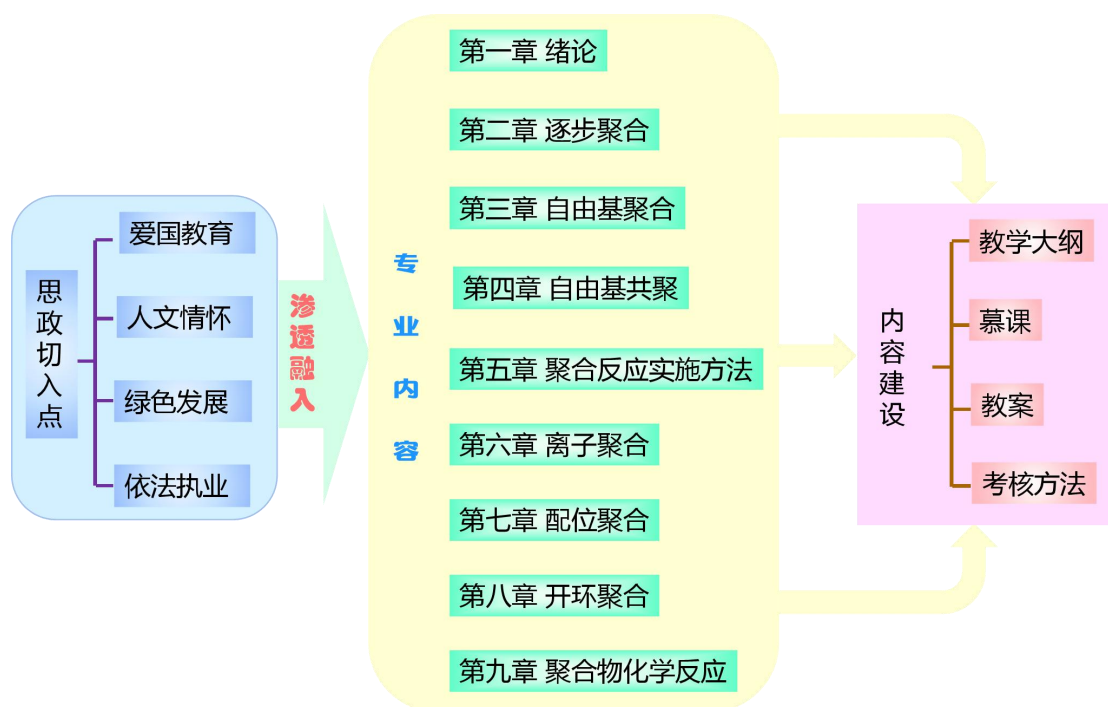 思政切入点
爱国教育
人文情怀
绿色发展
依法执业
渗透融入
专业内容
第一章 绪论
第二章 逐步聚合
第三章 自由基聚合
第四章 自由基共聚
第五章 聚合反应实施方法
第六章 离子聚合
第七章 配位聚合
第八章 开环聚合
第九章 聚合物化学反应
内容建设
教学大纲
慕课
教案
考核方法